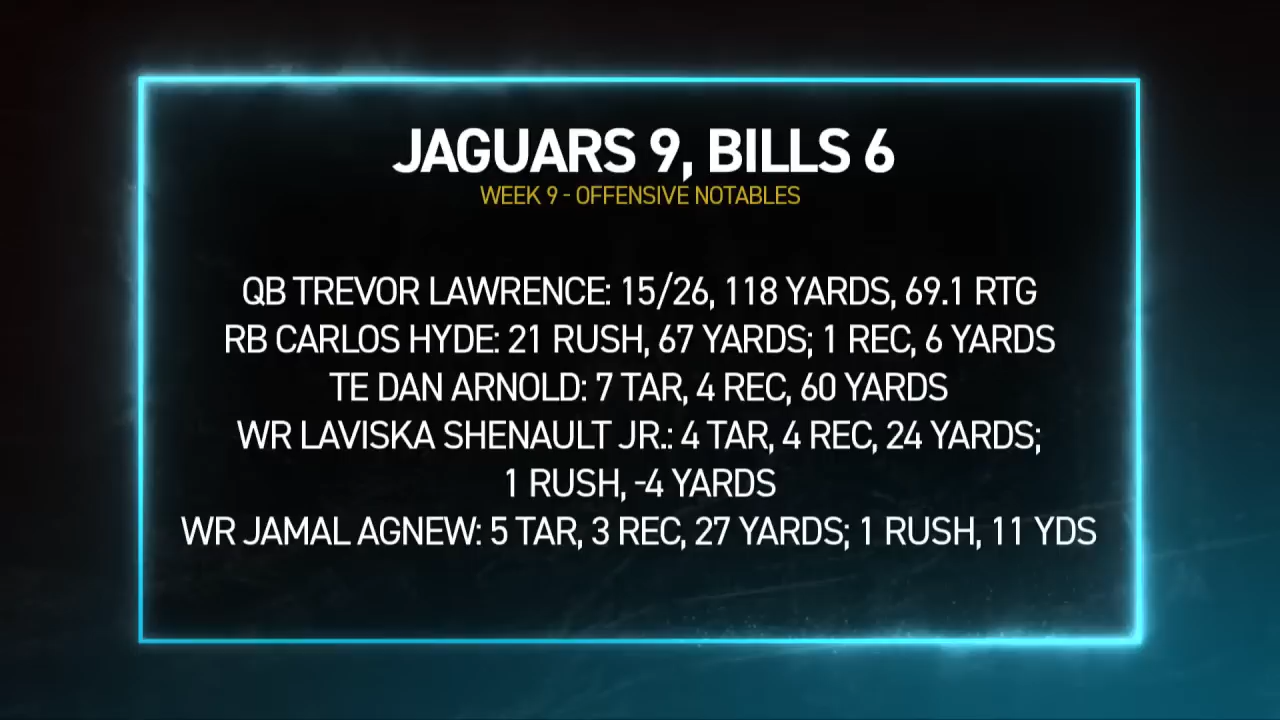 JAGUARS 9, BILLS 6
WEEK 9 - OFFENSIVE NOTABLES
QB TREVOR LAWRENCE: 15/26, 118 YARDS, 69.1 RTG
RB CARLOS HYDE: 21 RUSH, 67 YARDS; 1 REC, 6 YARDS
TE DAN ARNOLD: 7 TAR, 4 REC, 60 YARDS
WR LAVISKA SHENAULT JR.: 4 TAR, 4 REC, 24 YARDS;
1 RUSH, -4 YARDS
WR JAMAL AGNEW: 5 TAR, 3 REC, 27 YARDS; 1 RUSH, 11 YDS